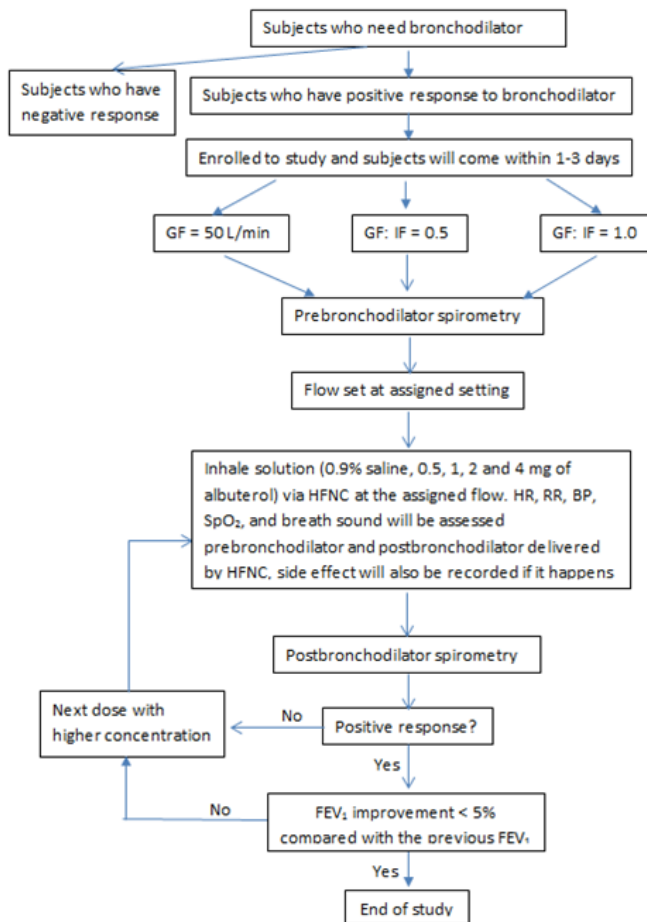 Subjects who need bronchodilator
Subjects who have
negative response
Subjects who have positive response to bronchodilator
Enrolled to study and subjects will come within 1-3 days
GF = 50 L/min
GF: IF = 0.5
GF: IF = 1.0
Prebronchodilator spirometry
Flow set at assigned setting
Inhale solution (0.9% saline, 0.5, 1, 2 and 4 mg of
albuterol) via HFNC at the assigned flow. HR, RR, BP,
SpO₂, and breath sound will be assessed
prebronchodilator and postbronchodilator delivered
by HFNC, side effect will also be recorded if it happens
Postbronchodilator spirometry
Next dose with
higher concentration
No
Positive response?
Yes
No
FEV₁ improvement < 5%
compared with the previous FEV₁
Yes
End of study